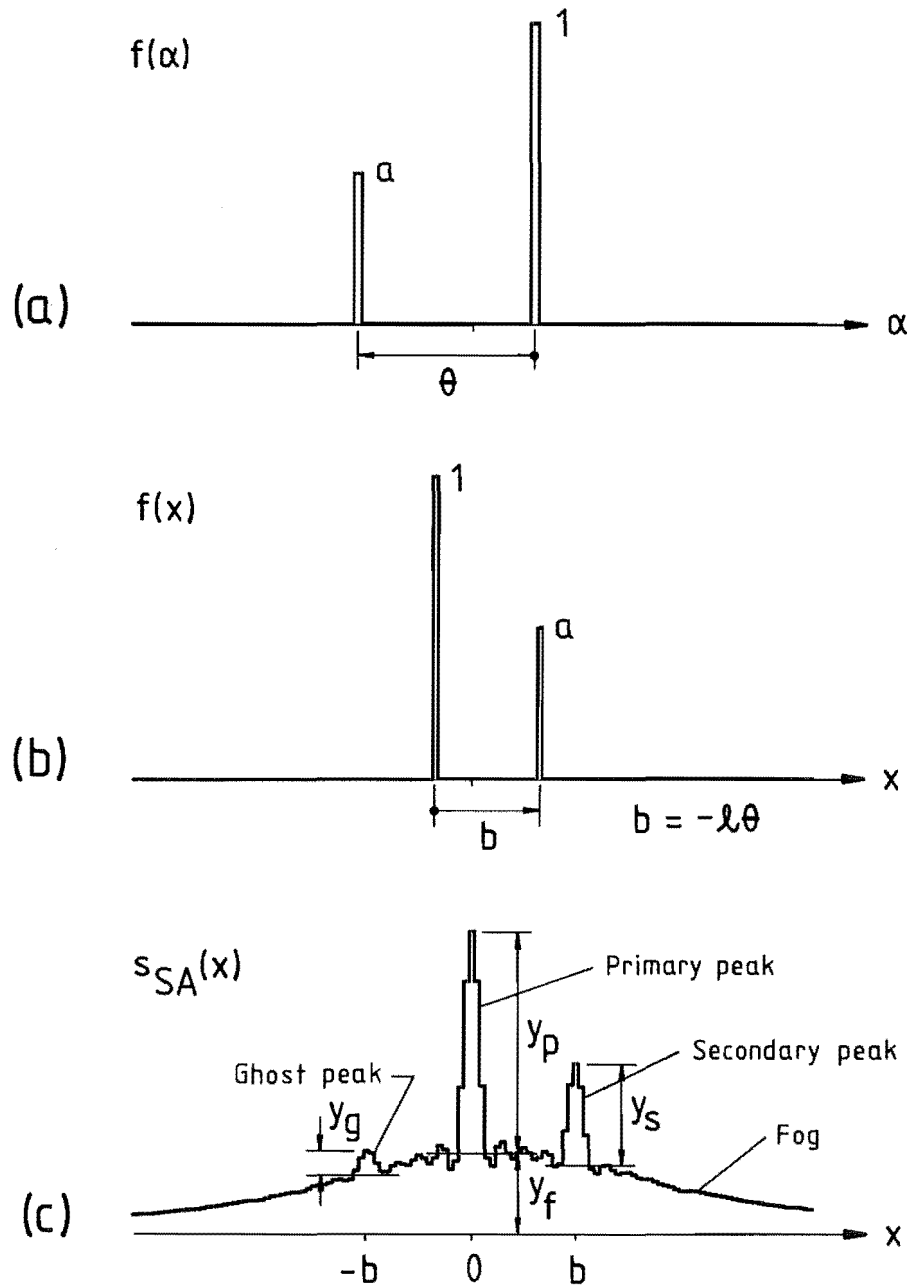 f(α)
1
a
(a)
α
θ
f(x)
1
a
(b)
x
b
b = -ℓθ
s_SA(x)
Primary peak
y_p
Secondary peak
Ghost peak
y_g
y_s
Fog
y_f
(c)
x
-b
0
b